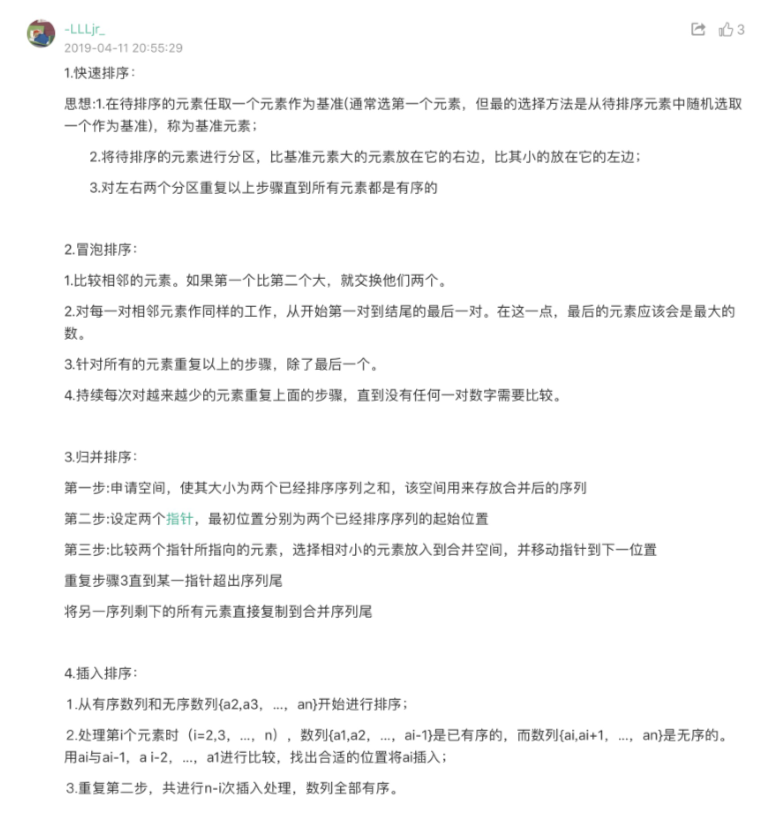 -LLLjr_
3
2019-04-11 20:55:29
1.快速排序：
思想:1.在待排序的元素任取一个元素作为基准(通常选第一个元素，但最的选择方法是从待排序元素中随机选取
一个作为基准)，称为基准元素；
2.将待排序的元素进行分区，比基准元素大的元素放在它的右边，比其小的放在它的左边；
3.对左右两个分区重复以上步骤直到所有元素都是有序的
2.冒泡排序：
1.比较相邻的元素。如果第一个比第二个大，就交换他们两个。
2.对每一对相邻元素作同样的工作，从开始第一对到结尾的最后一对。在这一点，最后的元素应该会是最大的
数。
3.针对所有的元素重复以上的步骤，除了最后一个。
4.持续每次对越来越少的元素重复上面的步骤，直到没有任何一对数字需要比较。
3.归并排序：
第一步:申请空间，使其大小为两个已经排序序列之和，该空间用来存放合并后的序列
第二步:设定两个指针，最初位置分别为两个已经排序序列的起始位置
第三步:比较两个指针所指向的元素，选择相对小的元素放入到合并空间，并移动指针到下一位置
重复步骤3直到某一指针超出序列尾
将另一序列剩下的所有元素直接复制到合并序列尾
4.插入排序：
1.从有序数列和无序数列{a2,a3，…，an}开始进行排序；
2.处理第i个元素时（i=2,3，…，n），数列{a1,a2，…，ai-1}是已有序的，而数列{ai,ai+1，…，an}是无序的。
用ai与ai-1，a i-2，…，a1进行比较，找出合适的位置将ai插入；
3.重复第二步，共进行n-i次插入处理，数列全部有序。